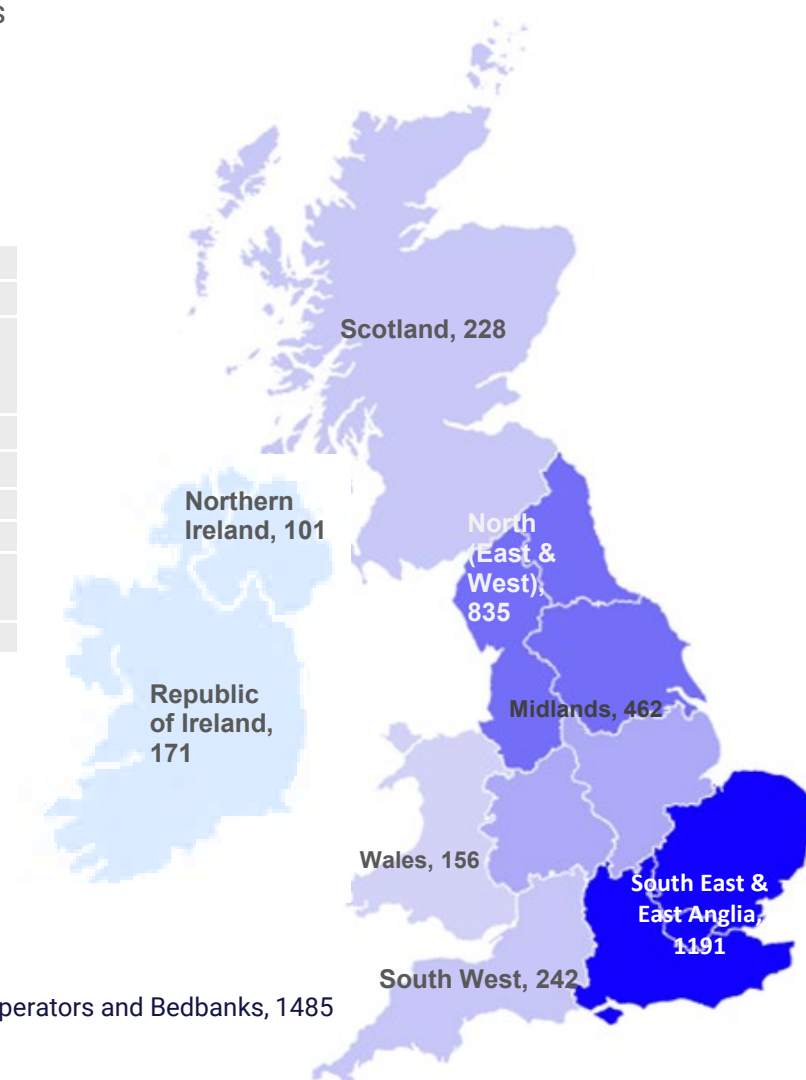 s
Scotland, 228
Northern
Ireland, 101
North
(East &
West),
835
Republic
of Ireland,
171
Midlands, 462
Wales, 156
South East &
East Anglia,
1191
South West, 242
perators and Bedbanks, 1485